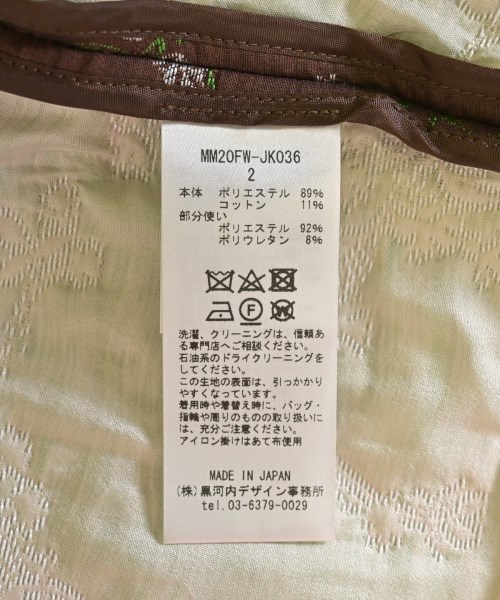 MM20FW-JK036
2
本体 ポリエステル 89%
コットン 11%
部分使い
ポリエステル 92%
ポリウレタン 8%
F W
洗濯、クリーニングは、信頼あ
る専門店へご相談ください。
石油系のドライクリーニングを
してください。
この生地の表面は、引っかかり
やすくなっています。
着用時や着替え時に、バッグ・
指輪や周りのものの取り扱いに
は、充分ご注意ください。
アイロン掛けはあて布使用
MADE IN JAPAN
(株)黒河内デザイン事務所
tel.03-6379-0029